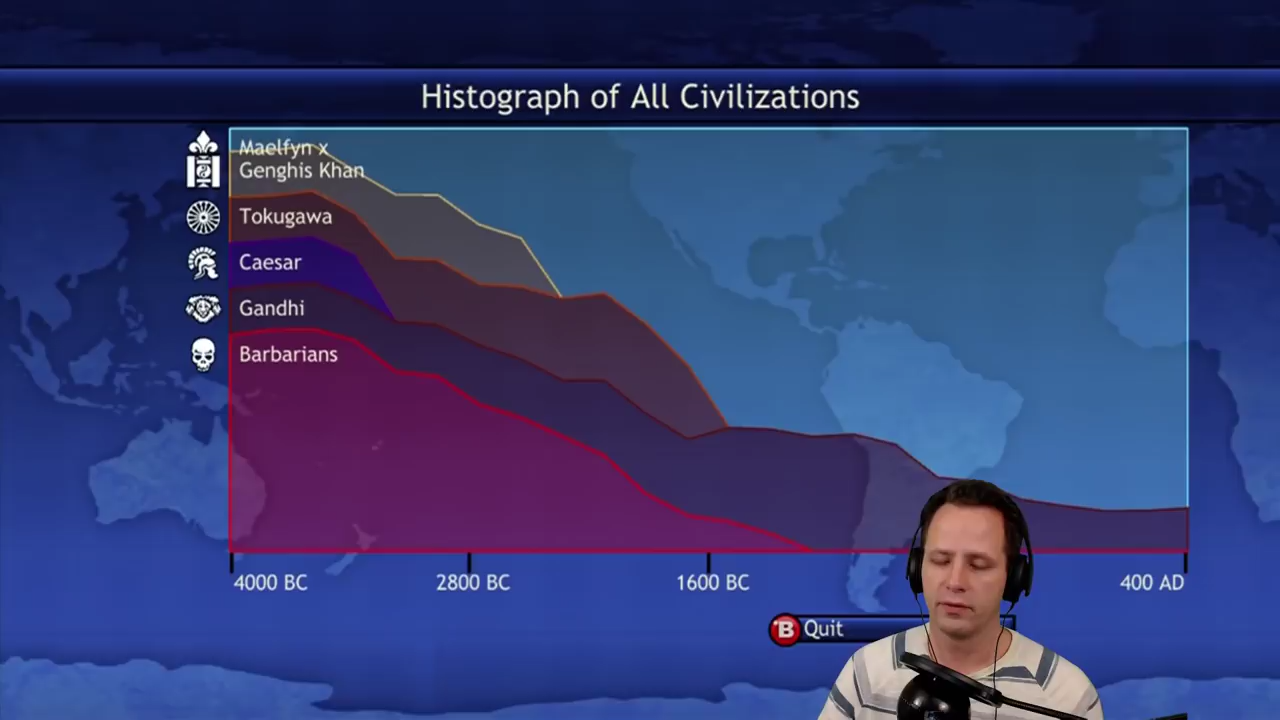 Histograph of All Civilizations
Maelfyn x
Genghis Khan
Tokugawa
Caesar
Gandhi
Barbarians
4000 BC
2800 BC
1600 BC
400 AD
B Quit